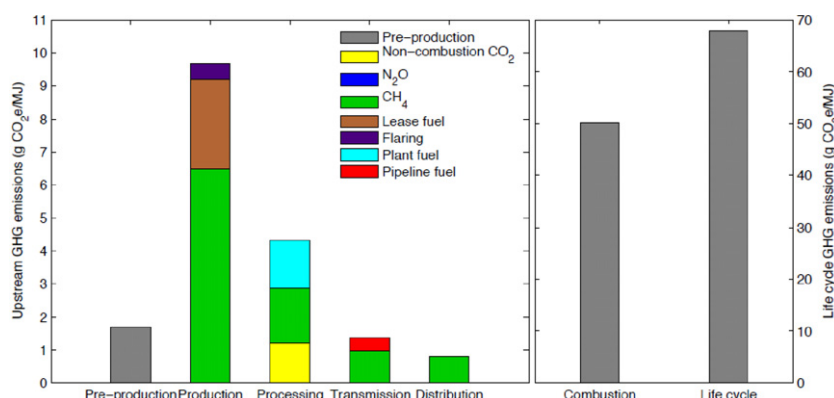 11
10
9
8
7
6
5
4
3
2
1
0
Upstream GHG emissions (g CO2e/MJ)
Pre-production
Non-combustion CO2
N2O
CH4
Lease fuel
Flaring
Plant fuel
Pipeline fuel
Pre-production Production Processing Transmission Distribution
70
60
50
40
30
20
10
0
Life cycle GHG emissions (g CO2e/MJ)
Combustion Life cycle